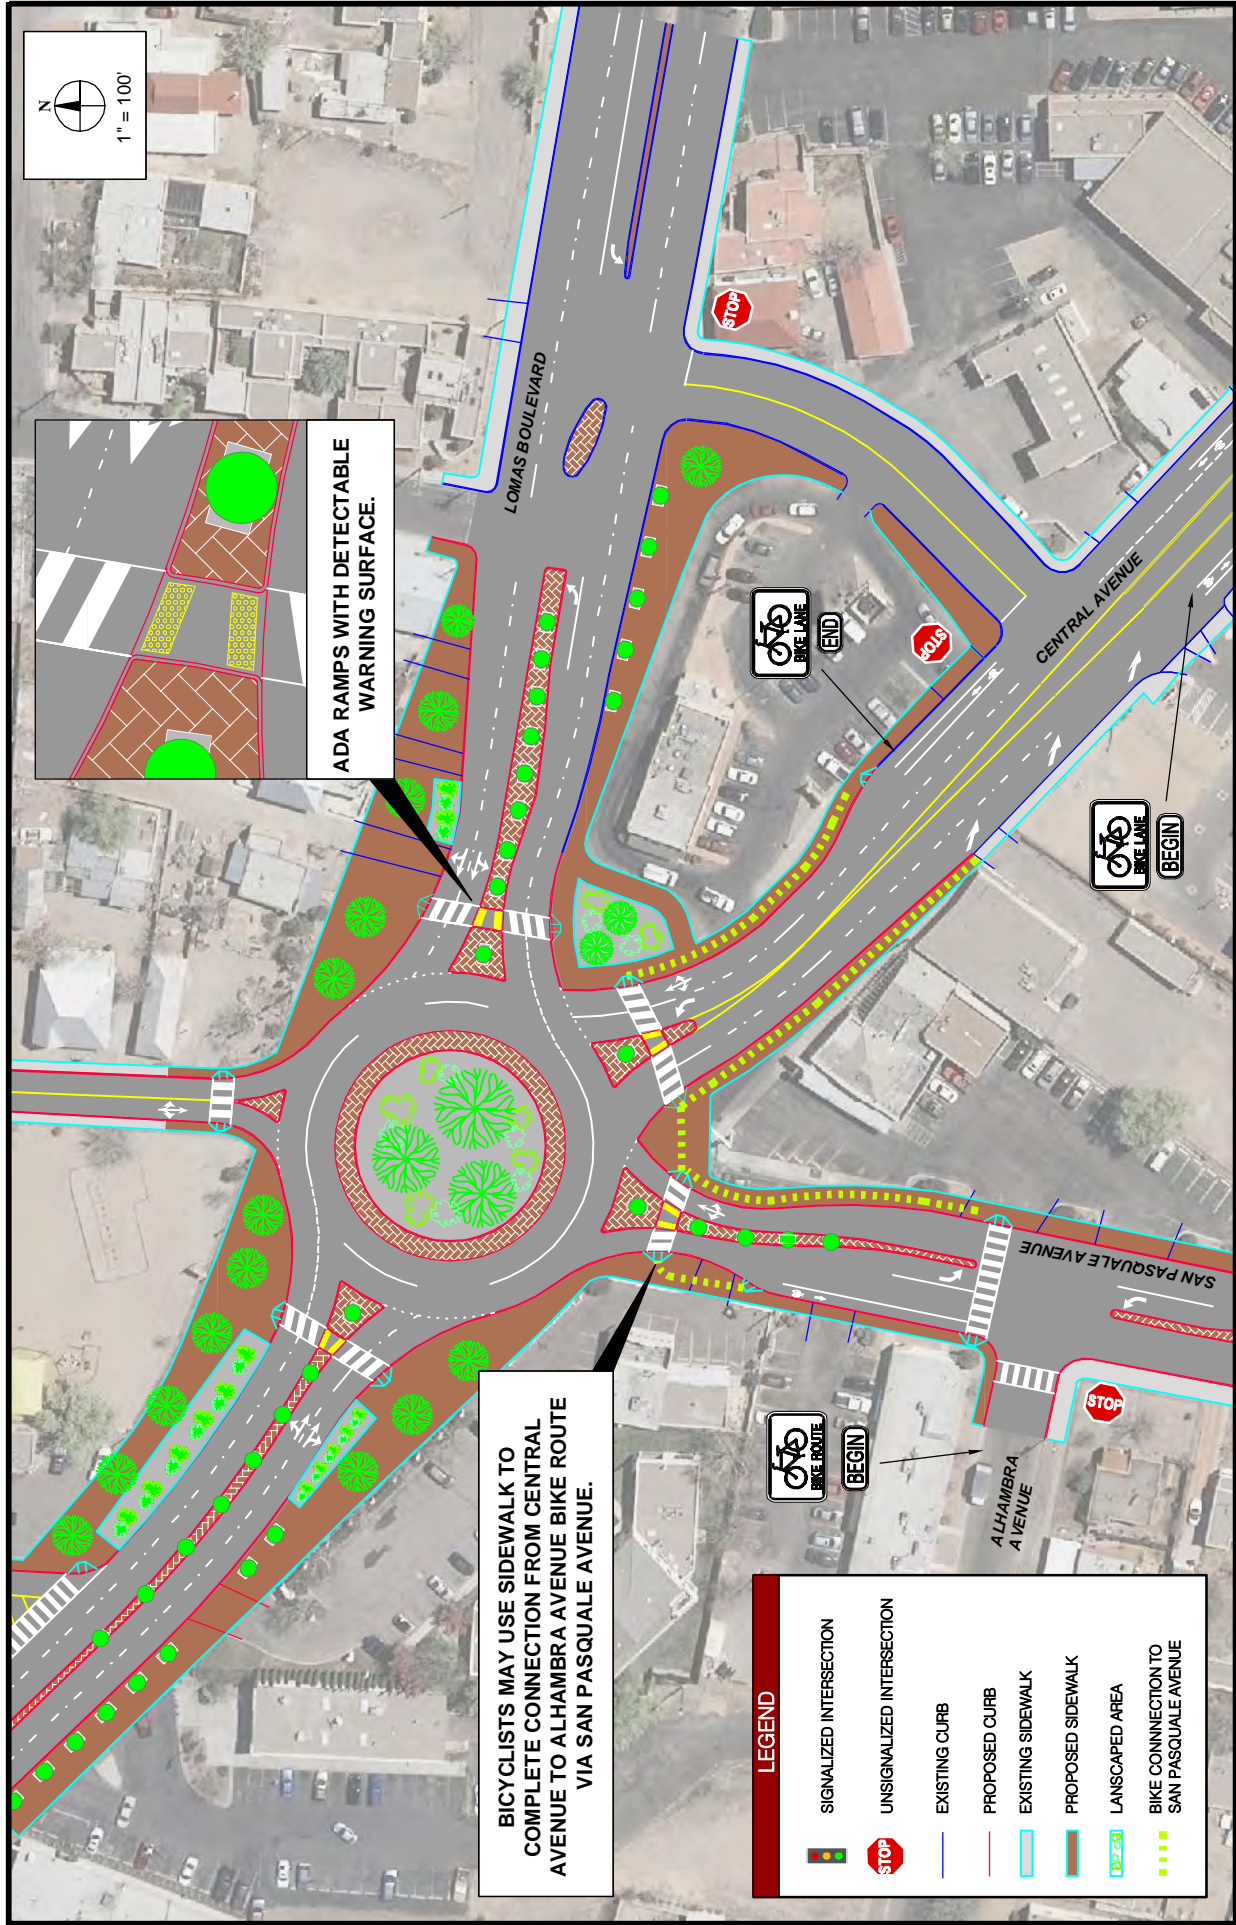 N
1" = 100'
ADA RAMPS WITH DETECTABLE
WARNING SURFACE.
LOMAS BOULEVARD
STOP
CENTRAL AVENUE
STOP
BIKE LANE
END
BIKE LANE
BEGIN
SAN PASQUALE AVENUE
BICYCLISTS MAY USE SIDEWALK TO
COMPLETE CONNECTION FROM CENTRAL
AVENUE TO ALHAMBRA AVENUE BIKE ROUTE
VIA SAN PASQUALE AVENUE.
BIKE ROUTE
BEGIN
STOP
ALHAMBRA
AVENUE
LEGEND
SIGNALIZED INTERSECTION
STOP
UNSIGNALIZED INTERSECTION
EXISTING CURB
PROPOSED CURB
EXISTING SIDEWALK
PROPOSED SIDEWALK
LANSCAPED AREA
BIKE CONNNECTION TO
SAN PASQUALE AVENUE